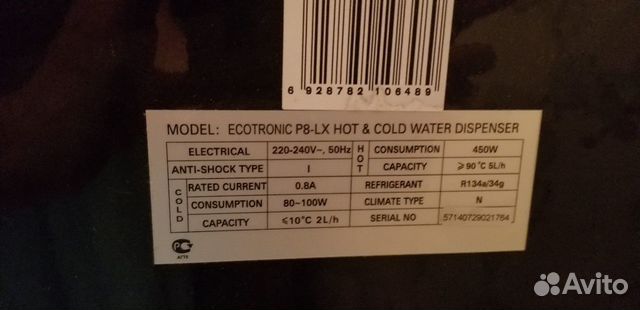 6 928782 106489
MODEL: ECOTRONIC P8-LX HOT & COLD WATER DISPENSER
ELECTRICAL 220-240V~, 50Hz HOT CONSUMPTION 450W
ANTI-SHOCK TYPE I CAPACITY ≥90°C 5L/h
COLD RATED CURRENT 0.8A REFRIGERANT R134a/34g
CONSUMPTION 80~100W CLIMATE TYPE N
CAPACITY ≤10°C 2L/h SERIAL NO 57140729021764
АГ78
Avito